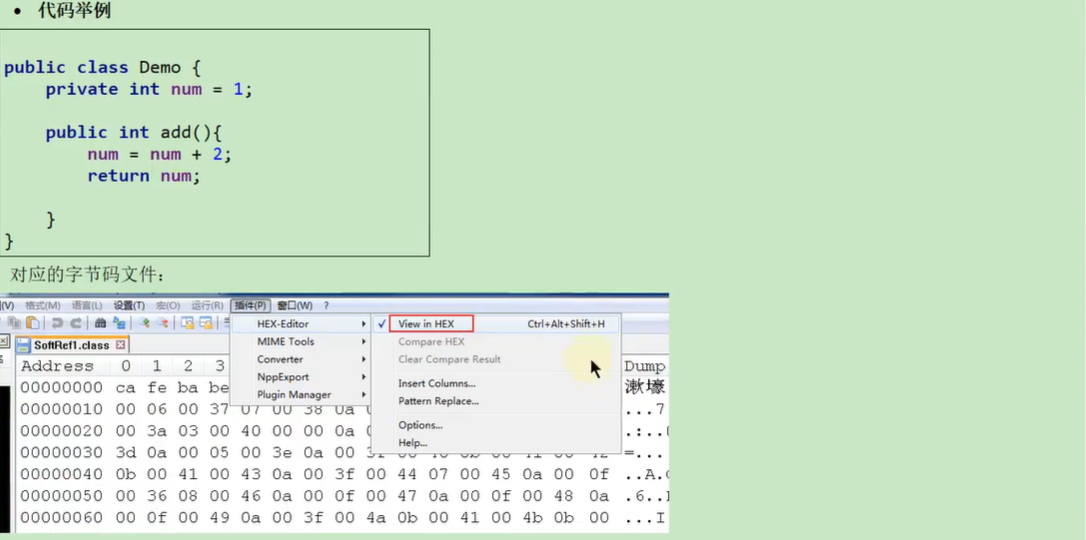 • 代码举例
public class Demo {
private int num = 1;
public int add(){
num = num + 2;
return num;
}
}
对应的字节码文件：
(V) 格式(M) 语言(L) 设置(T) 宏(O) 运行(R) 插件(P) 窗口(W) ?
HEX-Editor
MIME Tools
Converter
NppExport
Plugin Manager
View in HEX Ctrl+Alt+Shift+H
Compare HEX
Clear Compare Result
Insert Columns...
Pattern Replace...
Options...
Help...
SoftRef1.class
Address 0 1 2 3 Dump
00000000 ca fe ba be
00000010 00 06 00 37 07 00 38 0a ...7
00000020 00 3a 03 00 40 00 00 0a .:..
00000030 3d 0a 00 05 00 3e 0a 00 =...
00000040 0b 00 41 00 43 0a 00 3f 00 44 07 00 45 0a 00 0f ..A.
00000050 00 36 08 00 46 0a 00 0f 00 47 0a 00 0f 00 48 0a .6..
00000060 00 0f 00 49 0a 00 3f 00 4a 0b 00 41 00 4b 0b 00 ...I